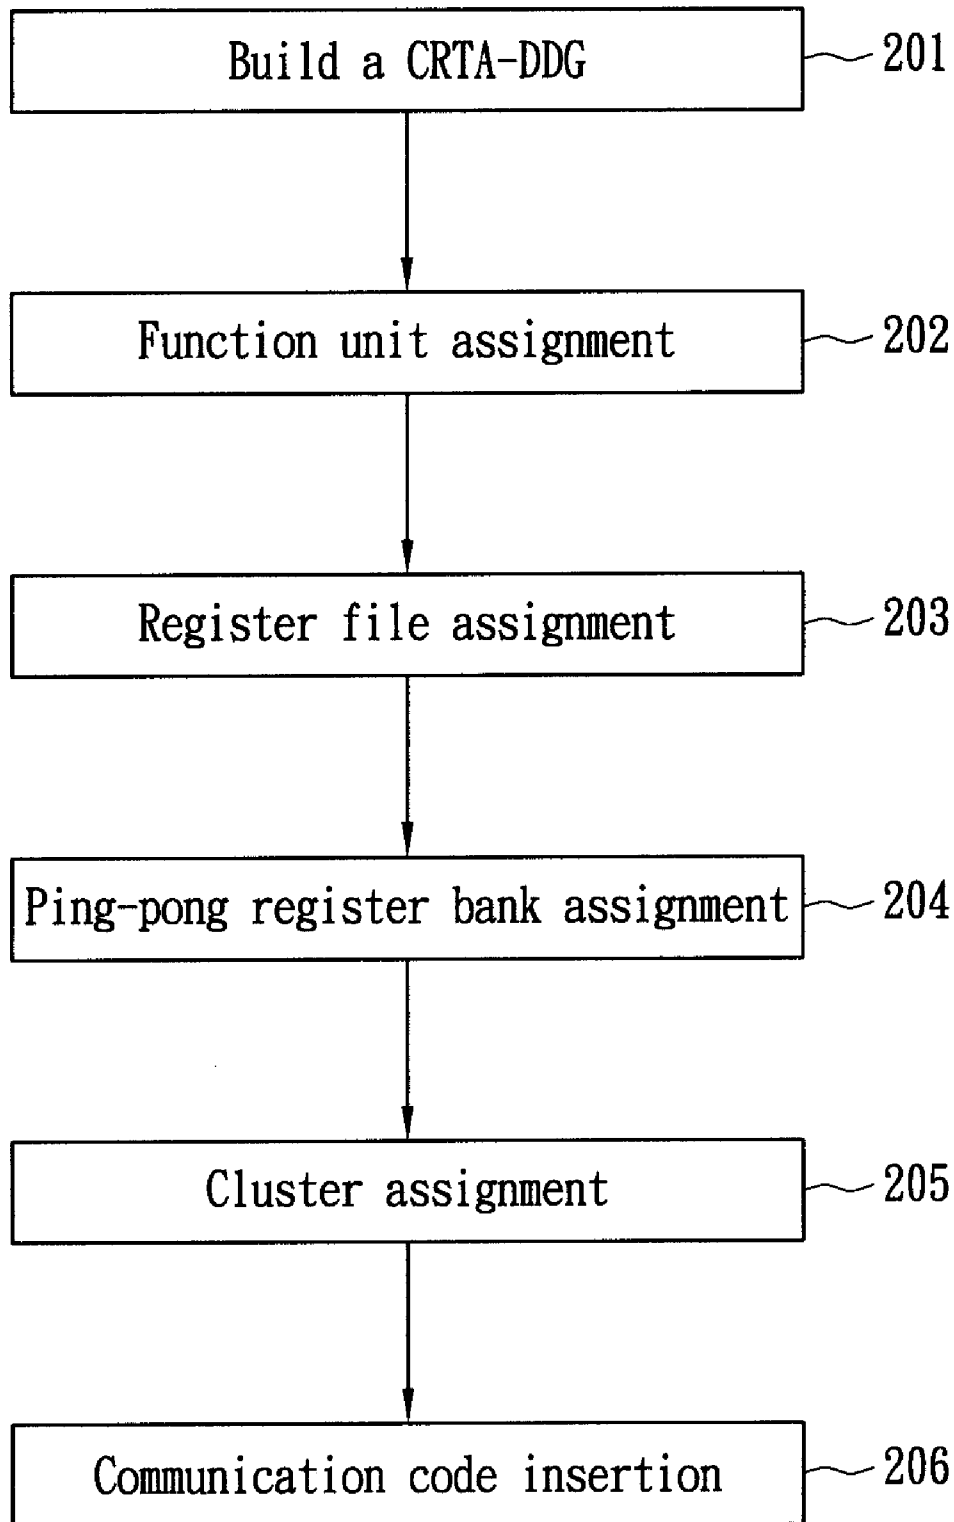 Build a CRTA-DDG 201
Function unit assignment 202
Register file assignment 203
Ping-pong register bank assignment 204
Cluster assignment 205
Communication code insertion 206